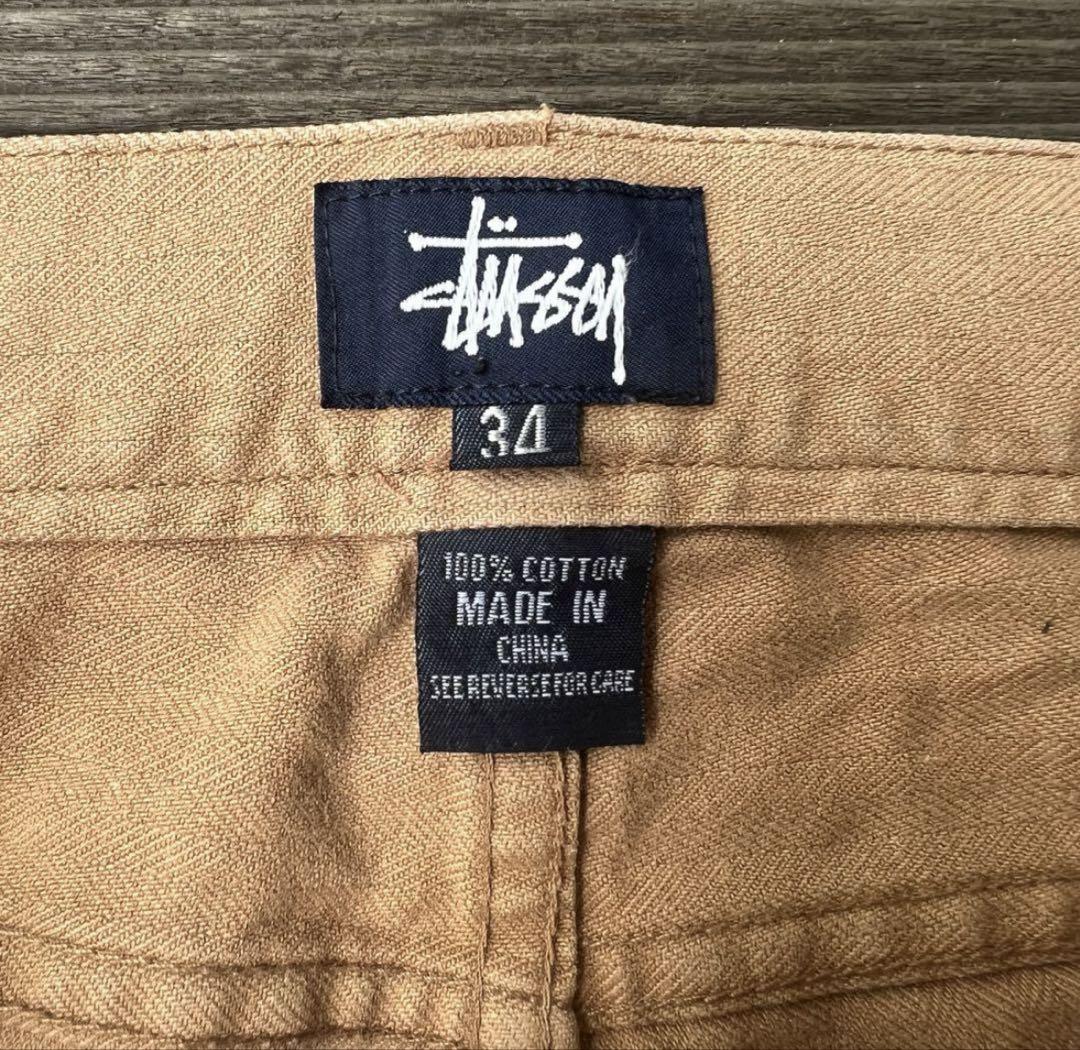 Stüssy
34
100% COTTON
MADE IN
CHINA
SEE REVERSE FOR CARE